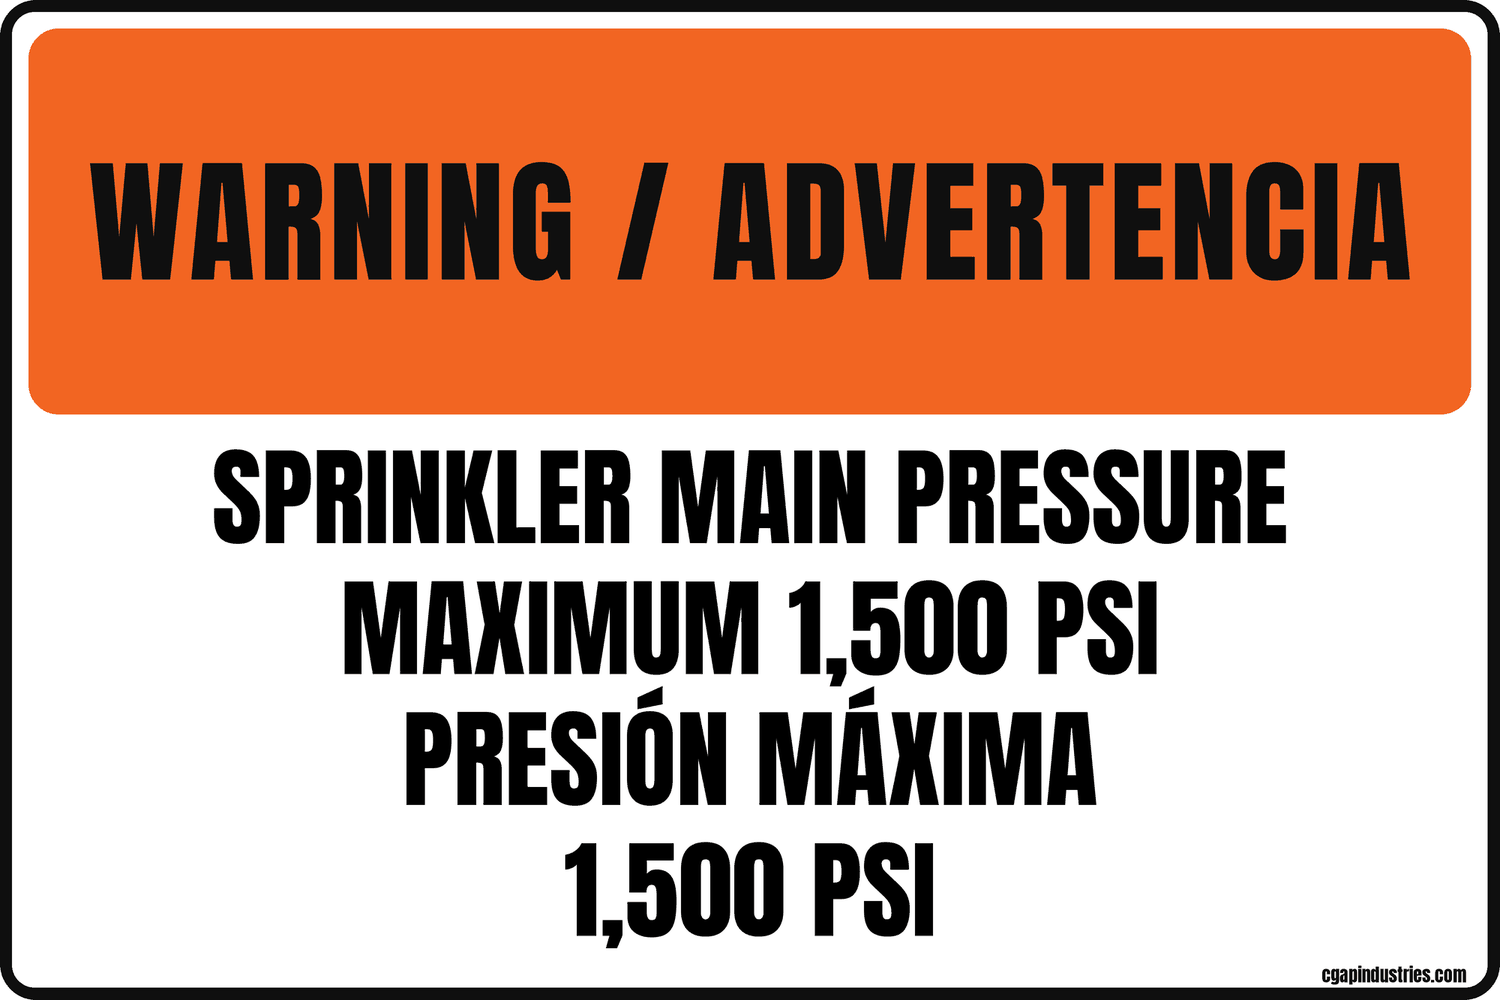 WARNING / ADVERTENCIA
SPRINKLER MAIN PRESSURE
MAXIMUM 1,500 PSI
PRESIÓN MÁXIMA
1,500 PSI
cgapindustries.com